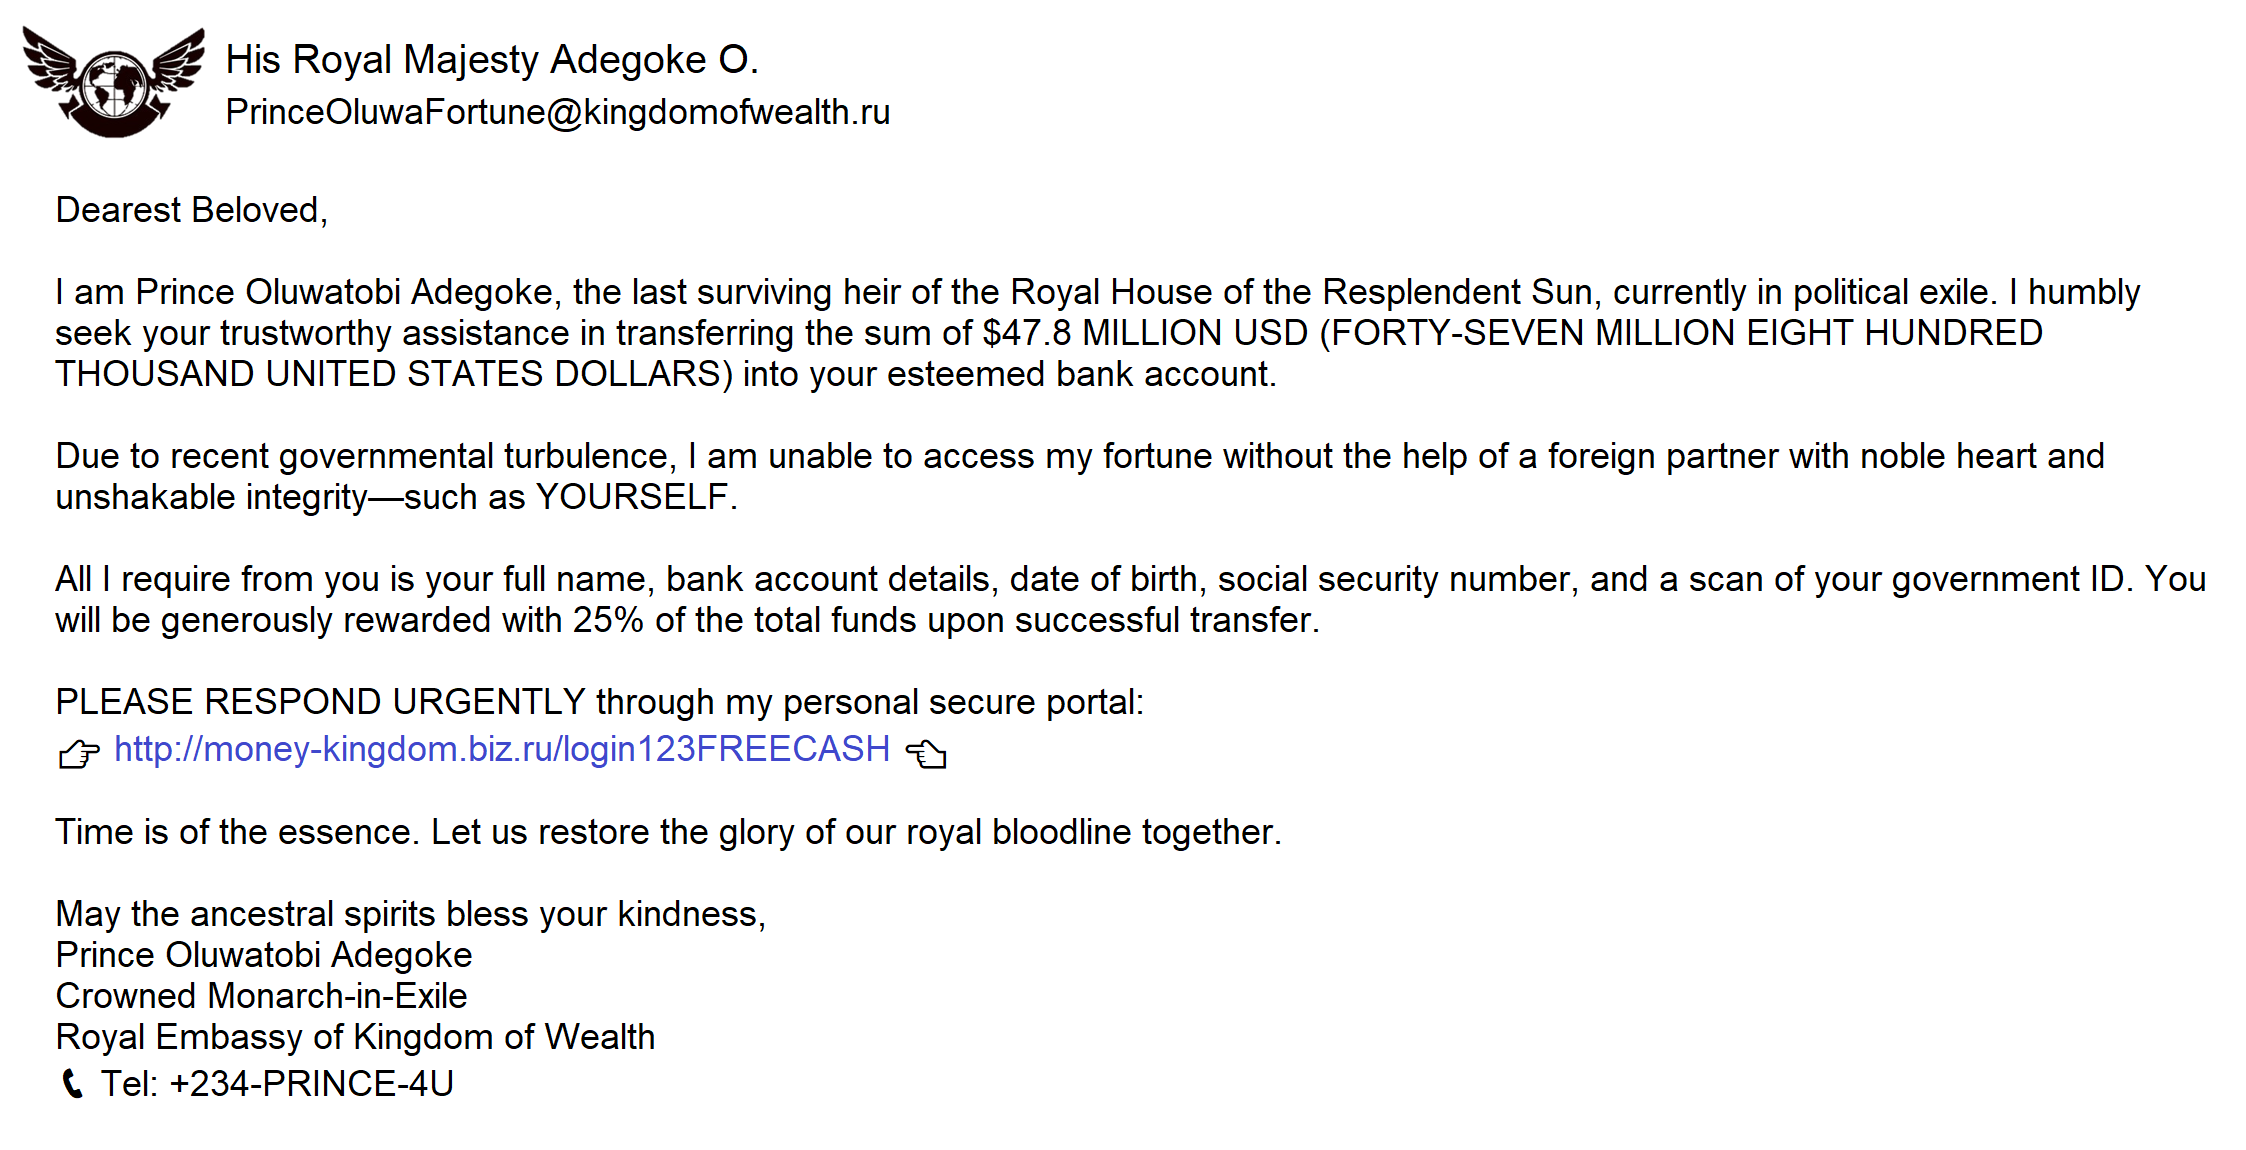 His Royal Majesty Adegoke O.
PrinceOluwaFortune@kingdomofwealth.ru
Dearest Beloved,
I am Prince Oluwatobi Adegoke, the last surviving heir of the Royal House of the Resplendent Sun, currently in political exile. I humbly
seek your trustworthy assistance in transferring the sum of $47.8 MILLION USD (FORTY-SEVEN MILLION EIGHT HUNDRED
THOUSAND UNITED STATES DOLLARS) into your esteemed bank account.
Due to recent governmental turbulence, I am unable to access my fortune without the help of a foreign partner with noble heart and
unshakable integrity—such as YOURSELF.
All I require from you is your full name, bank account details, date of birth, social security number, and a scan of your government ID. You
will be generously rewarded with 25% of the total funds upon successful transfer.
PLEASE RESPOND URGENTLY through my personal secure portal:
👉 http://money-kingdom.biz.ru/login123FREECASH 👈
Time is of the essence. Let us restore the glory of our royal bloodline together.
May the ancestral spirits bless your kindness,
Prince Oluwatobi Adegoke
Crowned Monarch-in-Exile
Royal Embassy of Kingdom of Wealth
📞 Tel: +234-PRINCE-4U